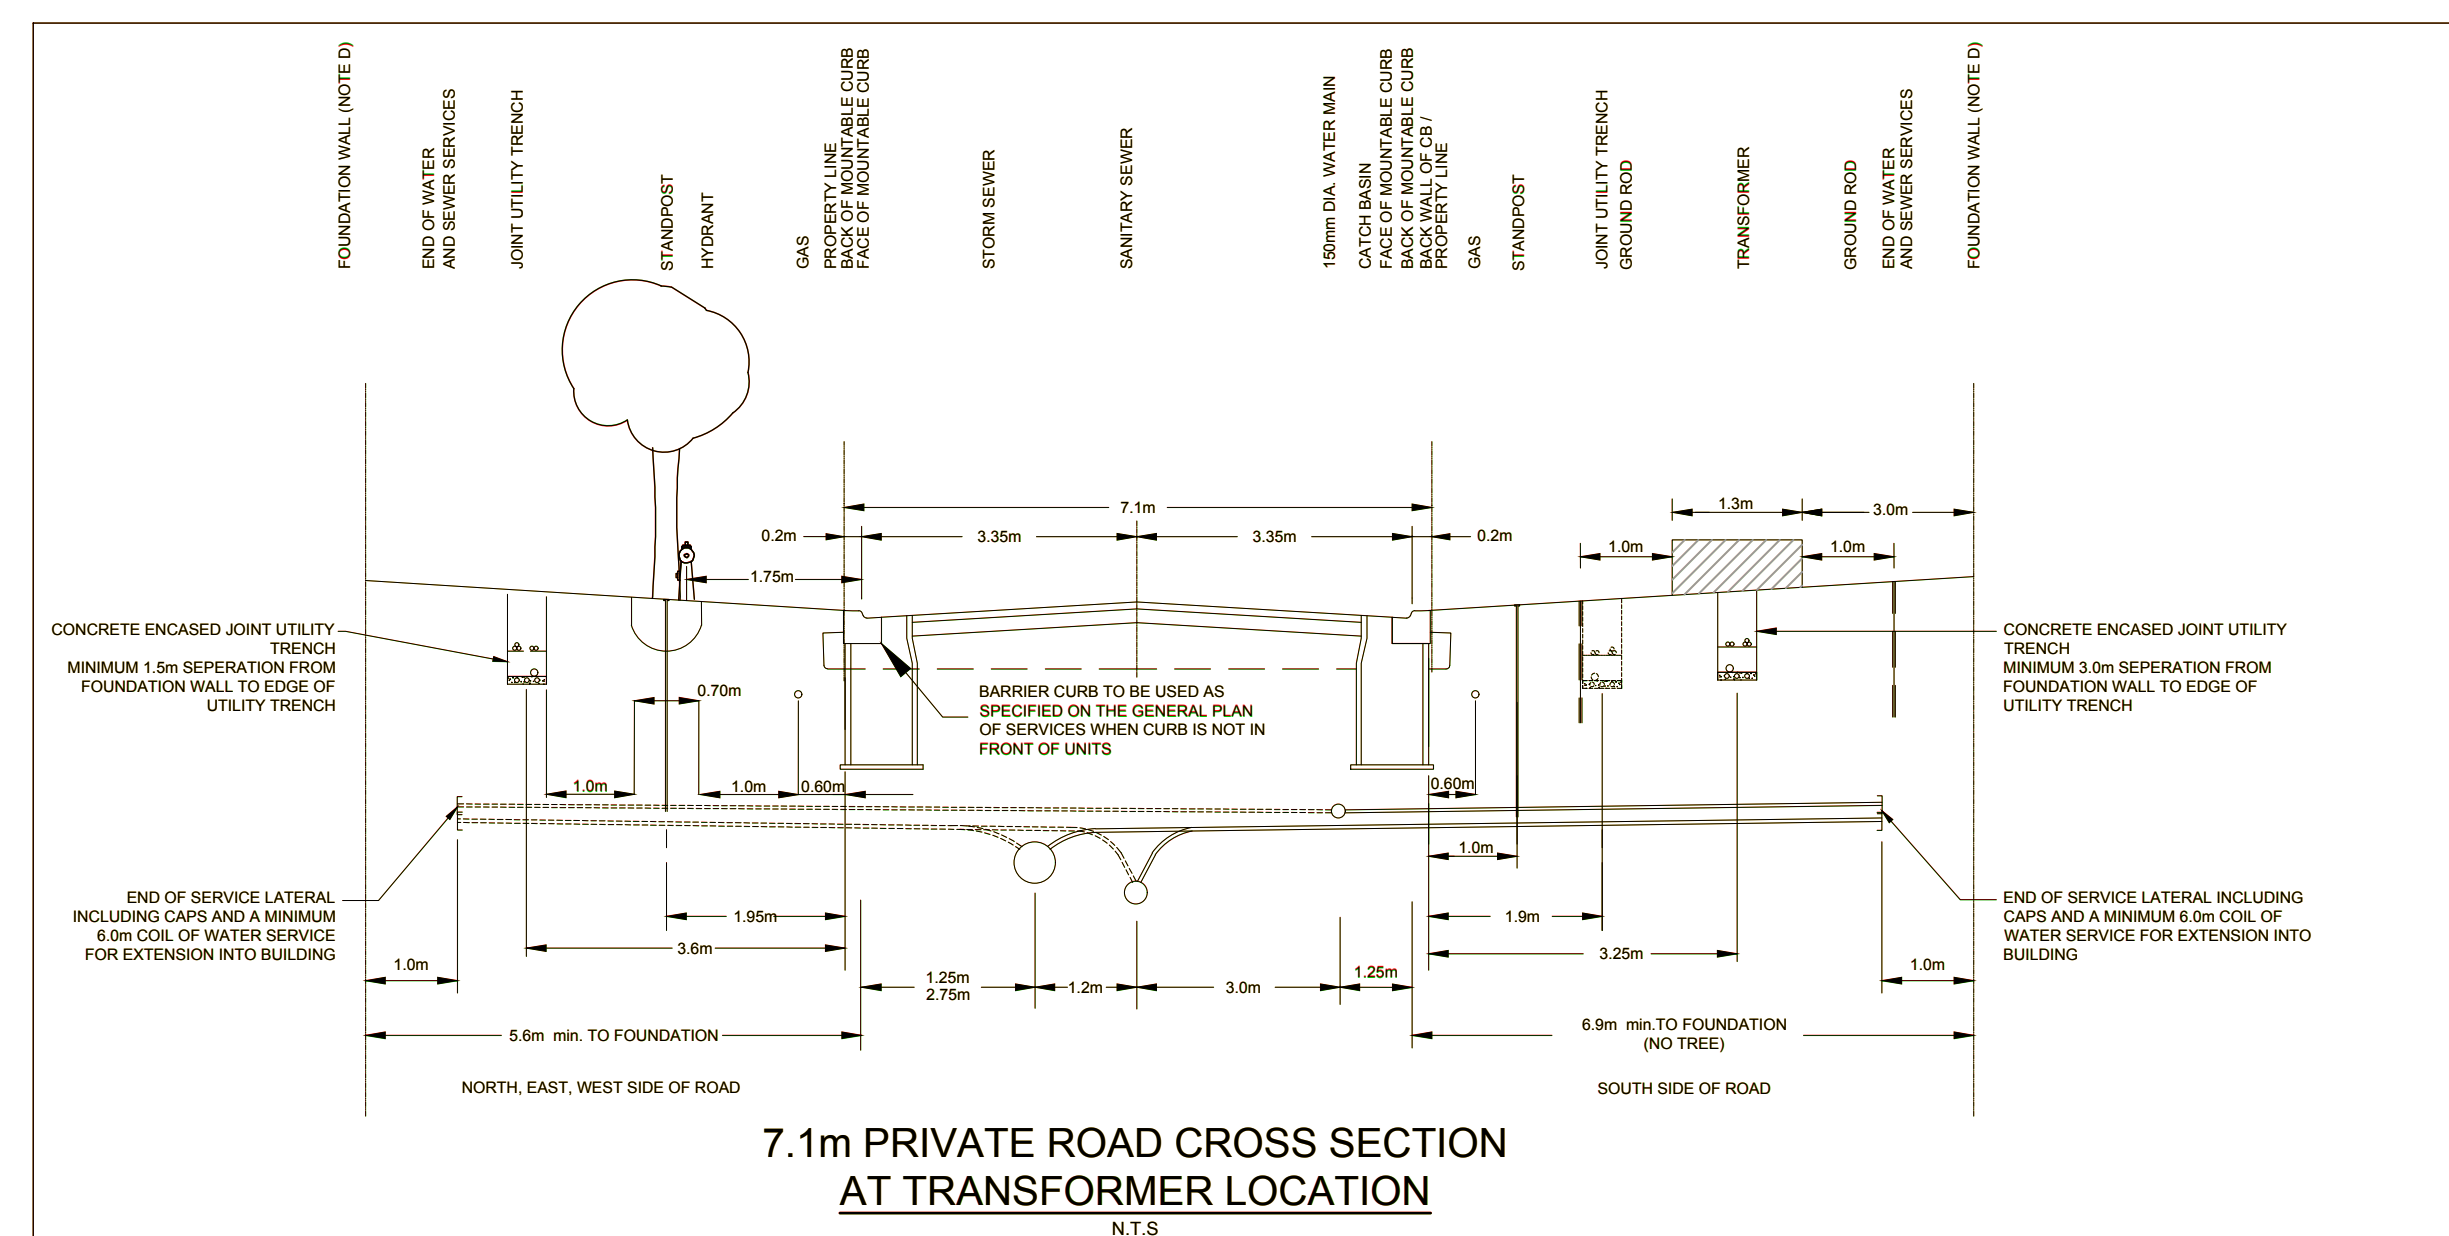 FOUNDATION WALL (NOTE D)
END OF WATER
AND SEWER SERVICES
JOINT UTILITY TRENCH
STANDPOST
HYDRANT
GAS
PROPERTY LINE
BACK OF MOUNTABLE CURB
FACE OF MOUNTABLE CURB
STORM SEWER
SANITARY SEWER
150mm DIA. WATER MAIN
CATCH BASIN
FACE OF MOUNTABLE CURB
BACK OF MOUNTABLE CURB
BACK WALL OF CB /
PROPERTY LINE
GAS
STANDPOST
JOINT UTILITY TRENCH
GROUND ROD
TRANSFORMER
GROUND ROD
END OF WATER
AND SEWER SERVICES
FOUNDATION WALL (NOTE D)
7.1m
1.3m
3.0m
0.2m
3.35m
3.35m
0.2m
1.0m
1.0m
1.75m
CONCRETE ENCASED JOINT UTILITY
TRENCH
MINIMUM 1.5m SEPERATION FROM
FOUNDATION WALL TO EDGE OF
UTILITY TRENCH
0.70m
BARRIER CURB TO BE USED AS
SPECIFIED ON THE GENERAL PLAN
OF SERVICES WHEN CURB IS NOT IN
FRONT OF UNITS
CONCRETE ENCASED JOINT UTILITY
TRENCH
MINIMUM 3.0m SEPERATION FROM
FOUNDATION WALL TO EDGE OF
UTILITY TRENCH
1.0m
1.0m
0.60m
0.60m
1.0m
END OF SERVICE LATERAL
INCLUDING CAPS AND A MINIMUM
6.0m COIL OF WATER SERVICE
FOR EXTENSION INTO BUILDING
1.95m
1.9m
3.6m
3.25m
END OF SERVICE LATERAL INCLUDING
CAPS AND A MINIMUM 6.0m COIL OF
WATER SERVICE FOR EXTENSION INTO
BUILDING
1.0m
1.25m
2.75m
1.2m
3.0m
1.25m
1.0m
5.6m min. TO FOUNDATION
6.9m min.TO FOUNDATION
(NO TREE)
NORTH, EAST, WEST SIDE OF ROAD
SOUTH SIDE OF ROAD
7.1m PRIVATE ROAD CROSS SECTION
AT TRANSFORMER LOCATION
N.T.S